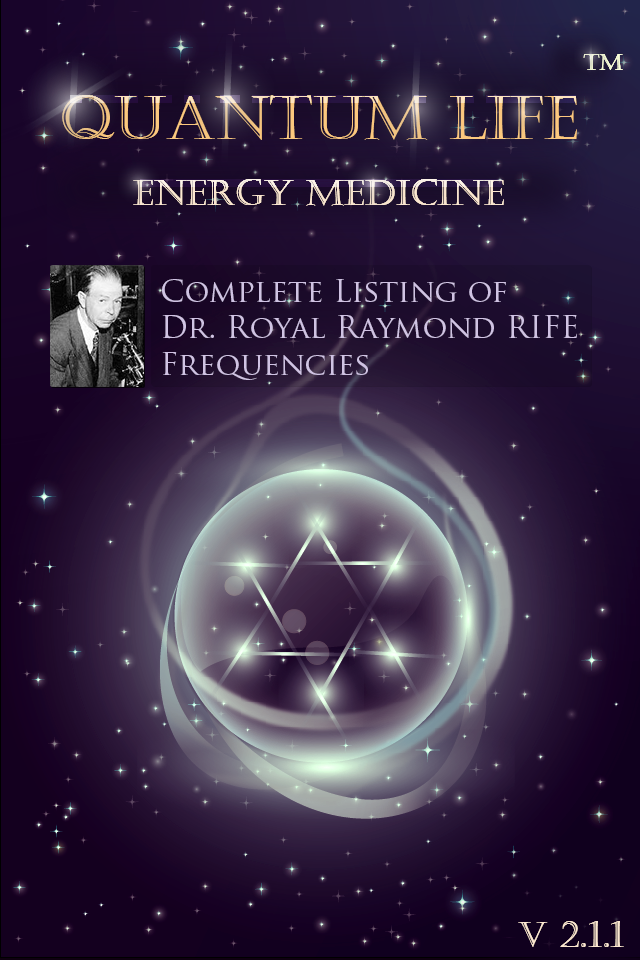 TM
QUANTUM LIFE
ENERGY MEDICINE
COMPLETE LISTING OF
DR. ROYAL RAYMOND RIFE
FREQUENCIES
V 2.1.1